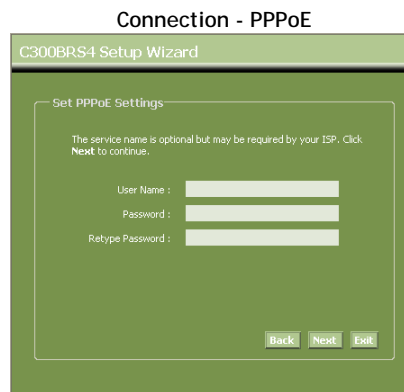 Connection - PPPoE
C300BRS4 Setup Wizard
Set PPPoE Settings
The service name is optional but may be required by your ISP. Click
Next to continue.
User Name :
Password :
Retype Password :
Back Next Exit